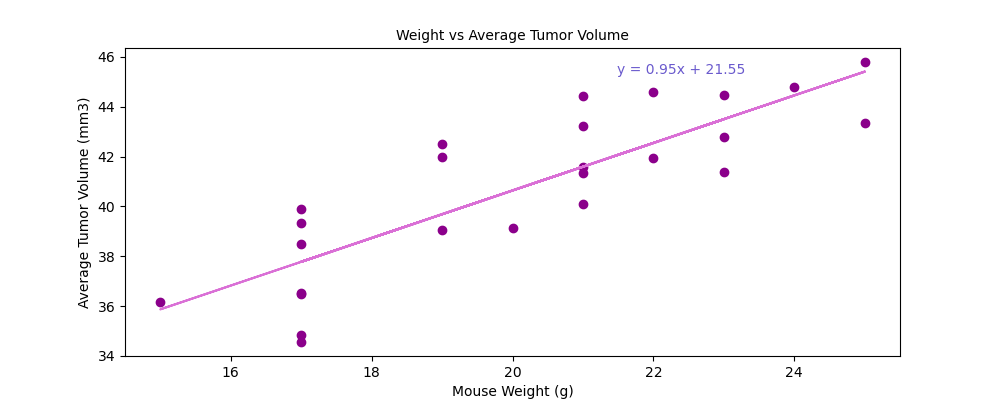 Weight vs Average Tumor Volume
y = 0.95x + 21.55
46
44
42
40
38
36
34
Average Tumor Volume (mm3)
16 18 20 22 24
Mouse Weight (g)